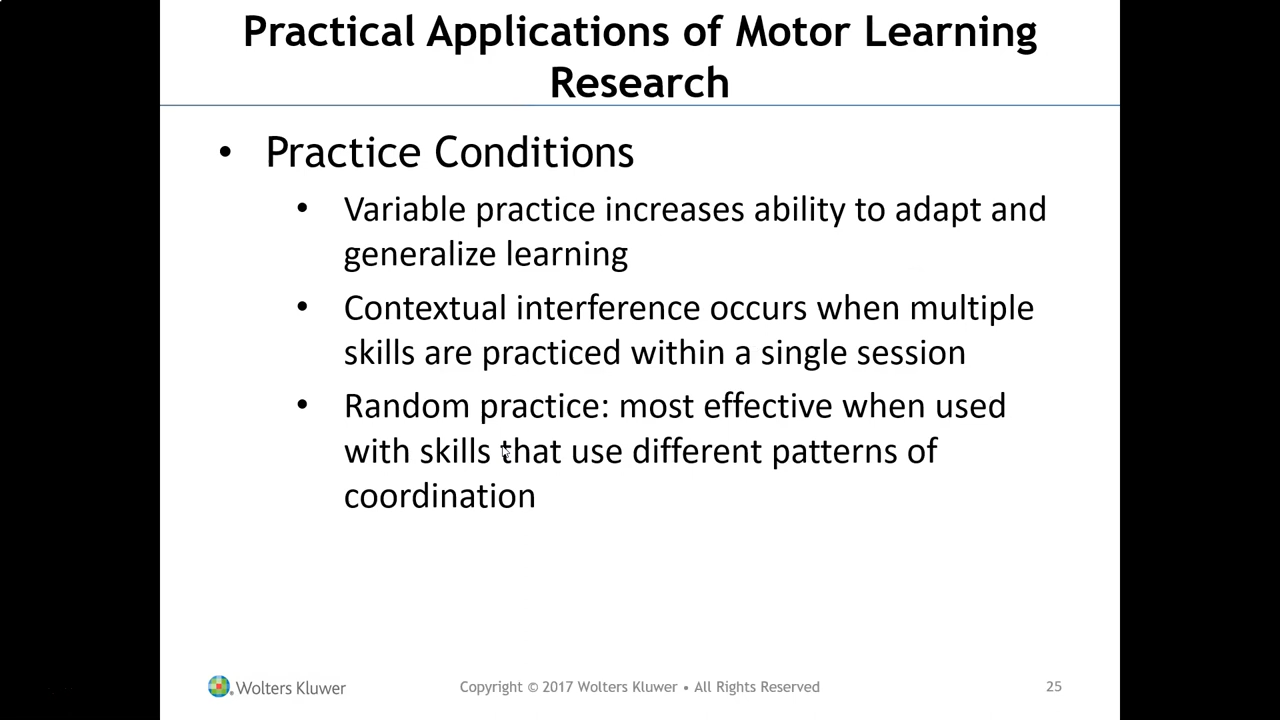 Practical Applications of Motor Learning
Research
• Practice Conditions
• Variable practice increases ability to adapt and
generalize learning
• Contextual interference occurs when multiple
skills are practiced within a single session
• Random practice: most effective when used
with skills that use different patterns of
coordination
Wolters Kluwer
Copyright © 2017 Wolters Kluwer • All Rights Reserved
25